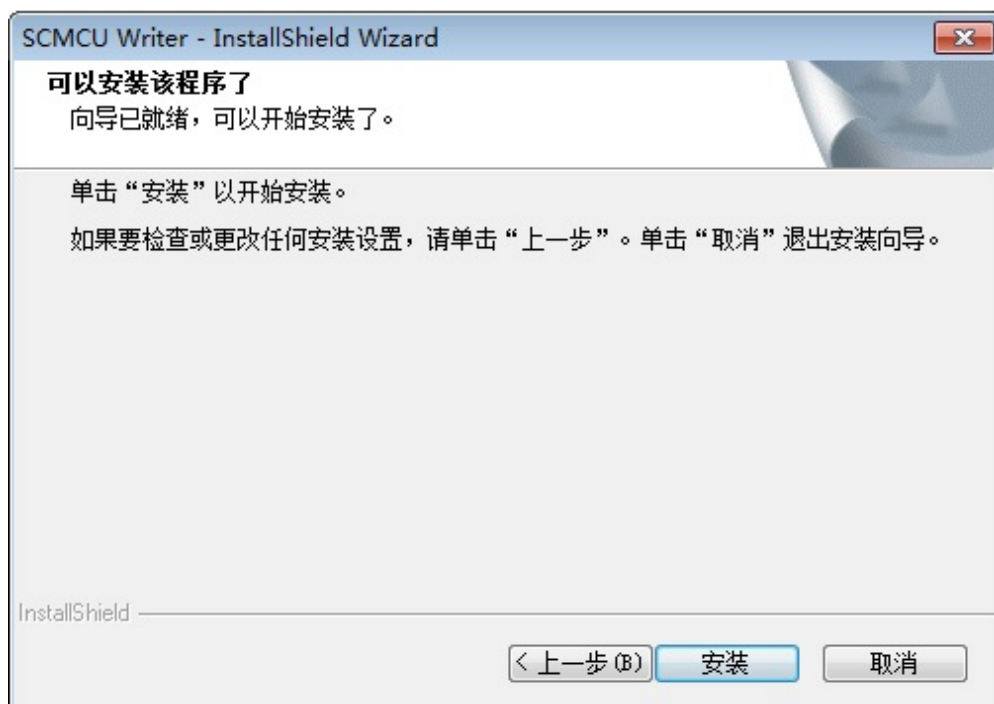 SCMCU Writer - InstallShield Wizard
可以安装该程序了
向导已就绪，可以开始安装了。
单击“安装”以开始安装。
如果要检查或更改任何安装设置，请单击“上一步”。单击“取消”退出安装向导。
InstallShield
< 上一步(B)
安装
取消